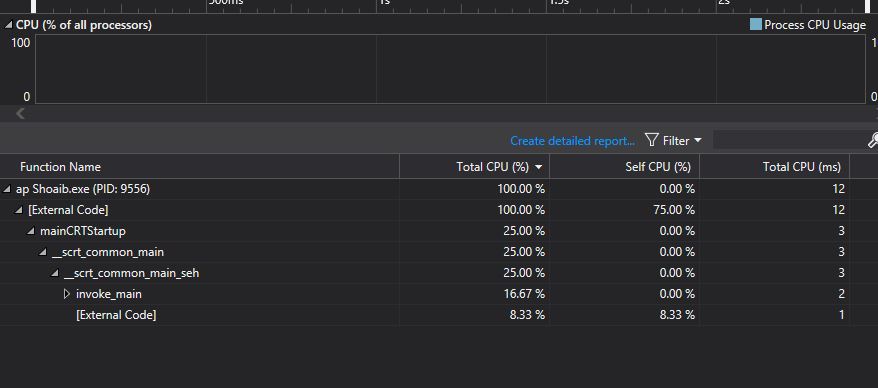 500ms 1s 1.5s 2s
CPU (% of all processors) Process CPU Usage
100 1
0 0
Create detailed report... Filter
Function Name Total CPU (%) Self CPU (%) Total CPU (ms)
ap Shoaib.exe (PID: 9556) 100.00 % 0.00 % 12
[External Code] 100.00 % 75.00 % 12
mainCRTStartup 25.00 % 0.00 % 3
__scrt_common_main 25.00 % 0.00 % 3
__scrt_common_main_seh 25.00 % 0.00 % 3
invoke_main 16.67 % 0.00 % 2
[External Code] 8.33 % 8.33 % 1